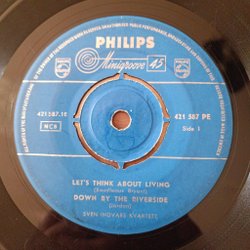 PHILIPS
Minigroove 45
421 587.1E
421 587 PE
NCB
Side 1
LET'S THINK ABOUT LIVING
(Boudleaux Bryant)
DOWN BY THE RIVERSIDE
(Jordan)
SVEN INGVARS KVARTETT